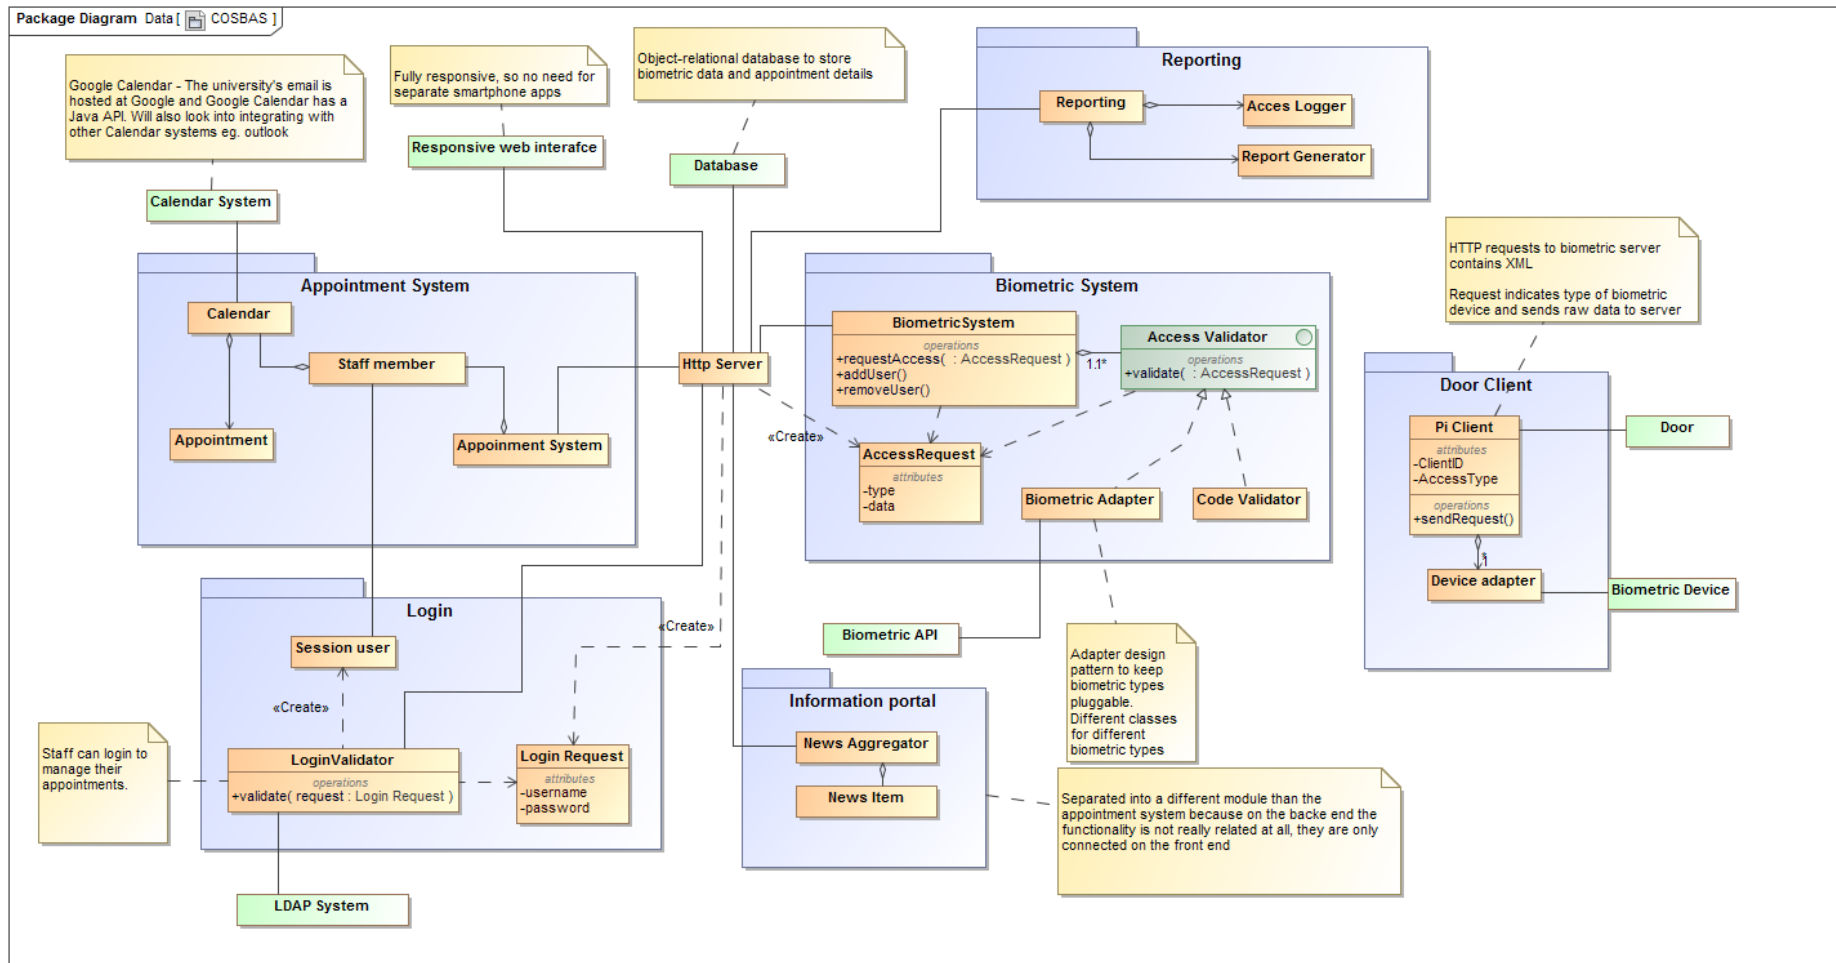 Package Diagram Data [ COSBAS ]
Google Calendar - The university's email is
hosted at Google and Google Calendar has a
Java API. Will also look into integrating with
other Calendar systems eg. outlook
Fully responsive, so no need for
separate smartphone apps
Object-relational database to store
biometric data and appointment details
Calendar System
Responsive web interafce
Database
Reporting
Reporting
Acces Logger
Report Generator
HTTP requests to biometric server
contains XML
Request indicates type of biometric
device and sends raw data to server
Appointment System
Calendar
Staff member
Appointment
Appoinment System
Http Server
Biometric System
BiometricSystem
operations
+requestAccess( : AccessRequest )
+addUser()
+removeUser()
1.1*
Access Validator
operations
+validate( : AccessRequest )
«Create»
AccessRequest
attributes
-type
-data
Biometric Adapter
Code Validator
Door Client
Pi Client
attributes
-ClientID
-AccessType
operations
+sendRequest()
*
1
Device adapter
Door
Biometric Device
Login
Session user
«Create»
«Create»
LoginValidator
operations
+validate( request : Login Request )
Login Request
attributes
-username
-password
Staff can login to
manage their
appointments.
LDAP System
Biometric API
Adapter design
pattern to keep
biometric types
pluggable.
Different classes
for different
biometric types
Information portal
News Aggregator
News Item
Separated into a different module than the
appointment system because on the backe end the
functionality is not really related at all, they are only
connected on the front end